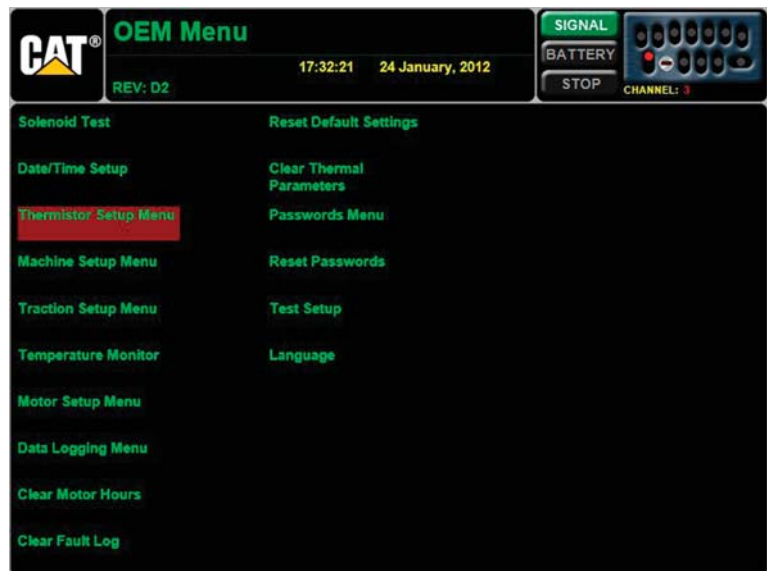 CAT®
OEM Menu
17:32:21 24 January, 2012
REV: D2
SIGNAL
BATTERY
STOP
CHANNEL: 3
Solenoid Test
Date/Time Setup
Thermistor Setup Menu
Machine Setup Menu
Traction Setup Menu
Temperature Monitor
Motor Setup Menu
Data Logging Menu
Clear Motor Hours
Clear Fault Log
Reset Default Settings
Clear Thermal
Parameters
Passwords Menu
Reset Passwords
Test Setup
Language